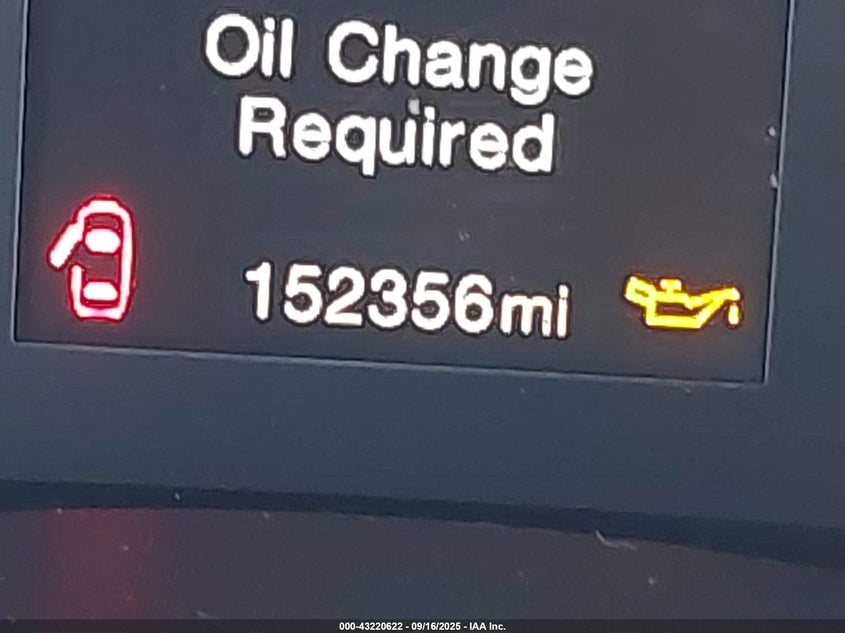 Oil Change
Required
152356mi
000-43220622 - 09/16/2025 - IAA Inc.